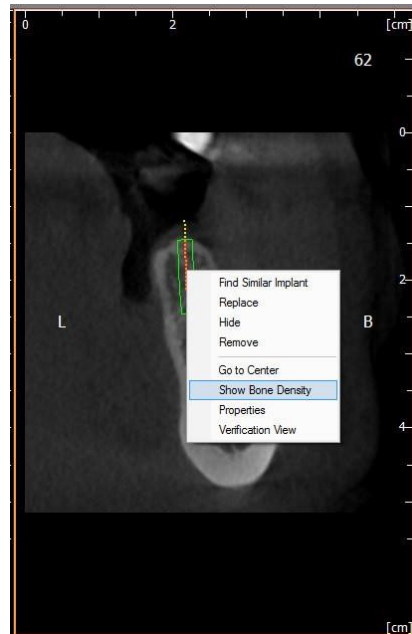 0 2 [cm]
62
0
Find Similar Implant
Replace
2
Hide
L B
Remove
Go to Center
Show Bone Density
Properties
4
Verification View
[cm]